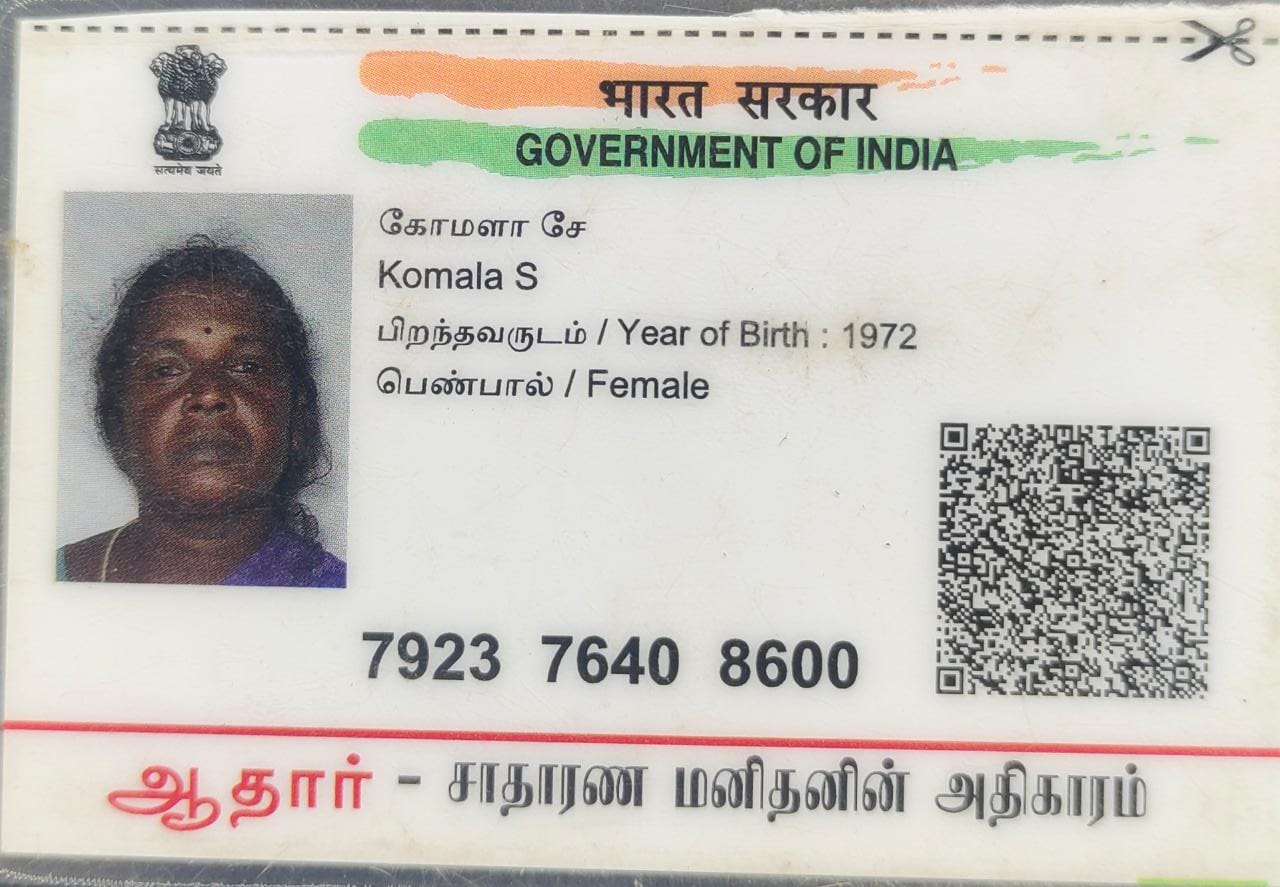 भारत सरकार
GOVERNMENT OF INDIA
सत्यमेव जयते
கோமளா சே
Komala S
பிறந்தவருடம் / Year of Birth : 1972
பெண்பால் / Female
7923 7640 8600
ஆதார் - சாதாரண மனிதனின் அதிகாரம்